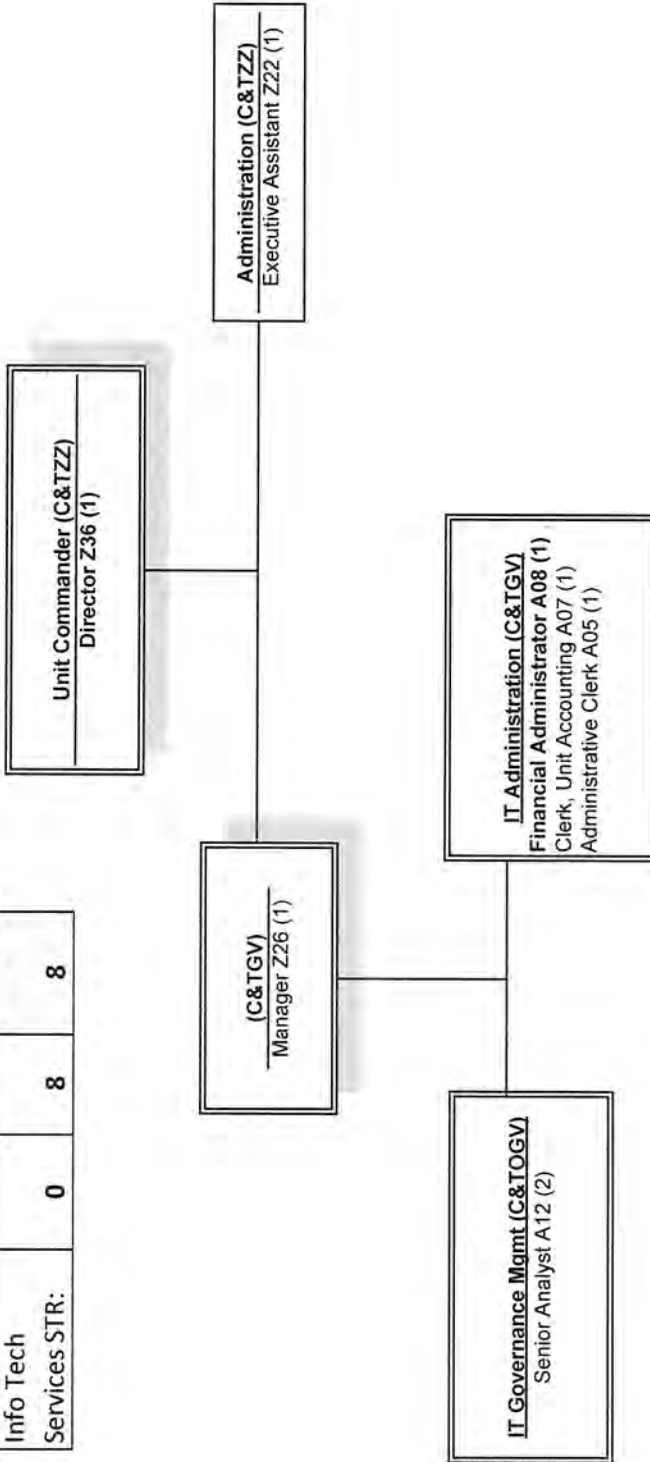 Info Tech
Services STR: 0 8 8
Unit Commander (C&TZZ)
Director Z36 (1)
Administration (C&TZZ)
Executive Assistant Z22 (1)
(C&TGV)
Manager Z26 (1)
IT Governance Mgmt (C&TOGV)
Senior Analyst A12 (2)
IT Administration (C&TGV)
Financial Administrator A08 (1)
Clerk, Unit Accounting A07 (1)
Administrative Clerk A05 (1)